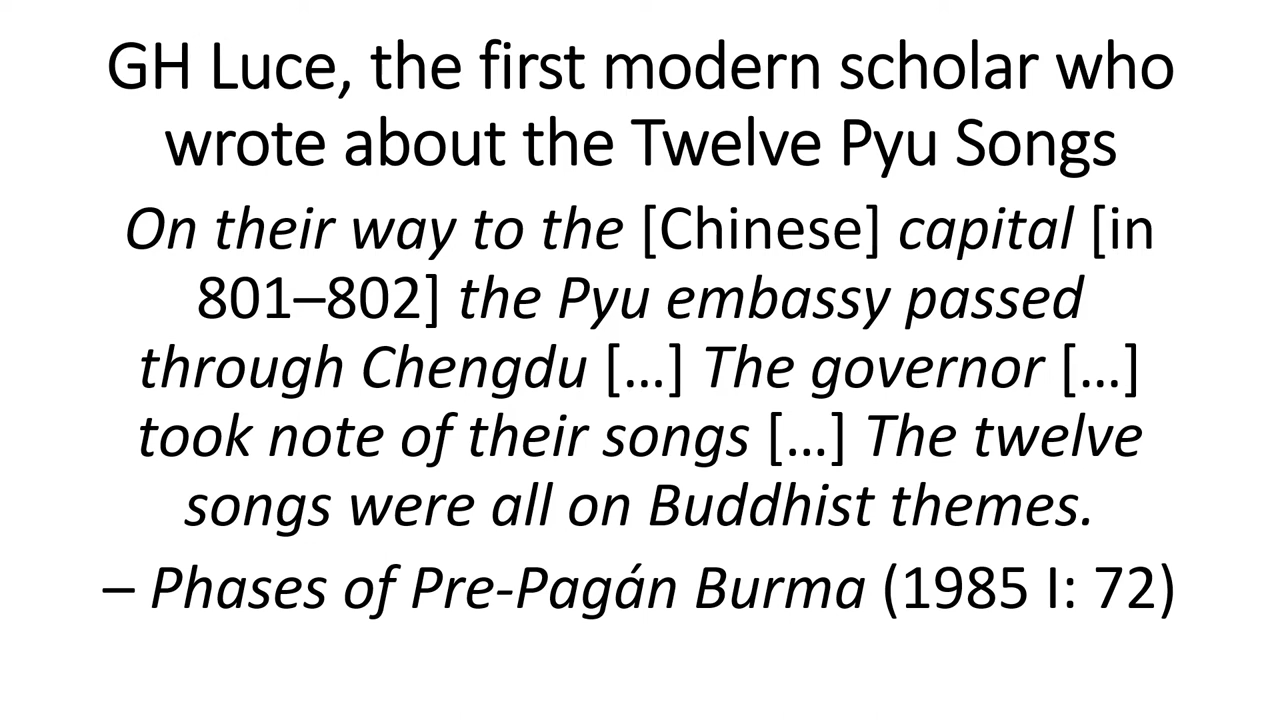 GH Luce, the first modern scholar who
wrote about the Twelve Pyu Songs
On their way to the [Chinese] capital [in
801–802] the Pyu embassy passed
through Chengdu […] The governor […]
took note of their songs […] The twelve
songs were all on Buddhist themes.
– Phases of Pre-Pagán Burma (1985 I: 72)